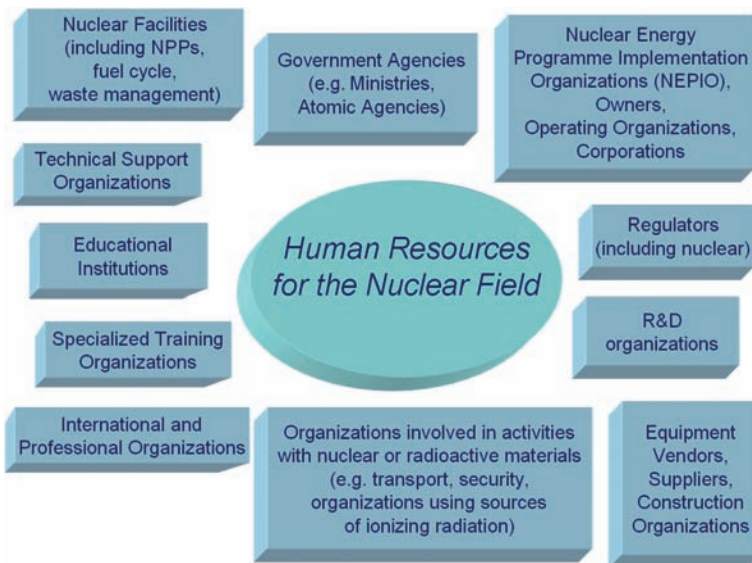 Nuclear Facilities
(including NPPs,
fuel cycle,
waste management)
Government Agencies
(e.g. Ministries,
Atomic Agencies)
Nuclear Energy
Programme Implementation
Organizations (NEPIO),
Owners,
Operating Organizations,
Corporations
Technical Support
Organizations
Educational
Institutions
Human Resources
for the Nuclear Field
Regulators
(including nuclear)
R&D
organizations
Specialized Training
Organizations
International and
Professional Organizations
Organizations involved in activities
with nuclear or radioactive materials
(e.g. transport, security,
organizations using sources
of ionizing radiation)
Equipment
Vendors,
Suppliers,
Construction
Organizations